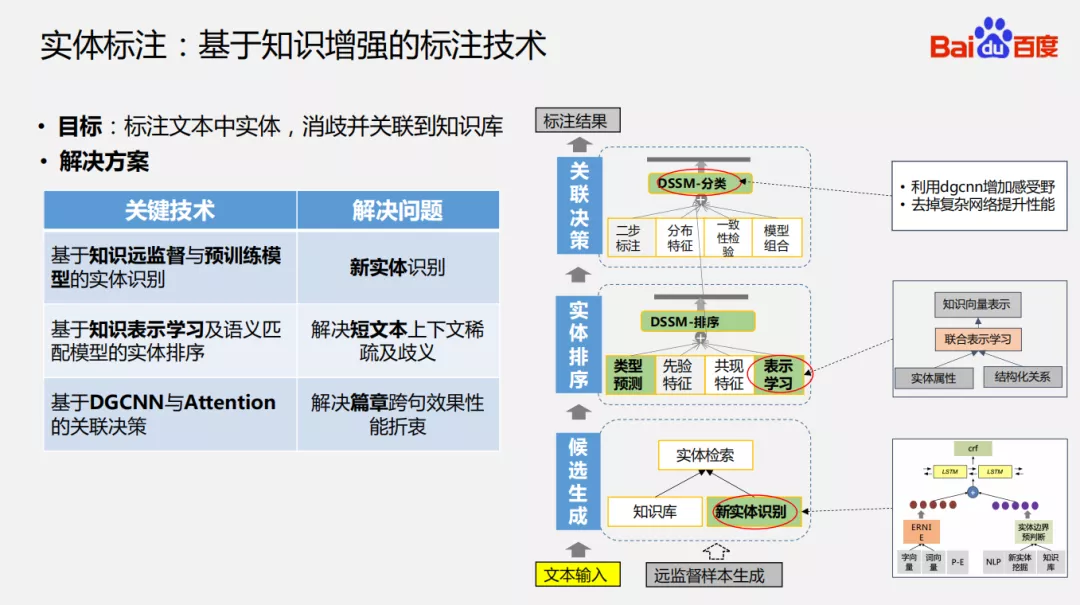 实体标注：基于知识增强的标注技术
Baidu百度
• 目标：标注文本中实体，消歧并关联到知识库
• 解决方案
关键技术
解决问题
基于知识远监督与预训练模
型的实体识别
新实体识别
基于知识表示学习及语义匹
配模型的实体排序
解决短文本上下文稀
疏及歧义
基于DGCNN与Attention
的关联决策
解决篇章跨句效果性
能折衷
标注结果
关联决策
DSSM-分类
二步
标注
分布
特征
一致
性检
验
模型
组合
实体排序
DSSM-排序
类型
预测
先验
特征
共现
特征
表示
学习
候选生成
实体检索
知识库
新实体识别
文本输入
远监督样本生成
• 利用dgcnn增加感受野
• 去掉复杂网络提升性能
知识向量表示
联合表示学习
实体属性
结构化关系
crf
LSTM
LSTM
ERNI
E
实体边界
预判断
字向
量
词向
量
P-E
NLP
新实体
挖掘
知识
库